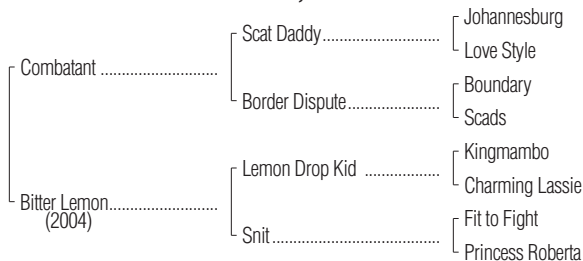 Johannesburg
Scat Daddy
Love Style
Combatant
Boundary
Border Dispute
Scads
Kingmambo
Lemon Drop Kid
Charming Lassie
Bitter Lemon
(2004)
Fit to Fight
Snit
Princess Roberta